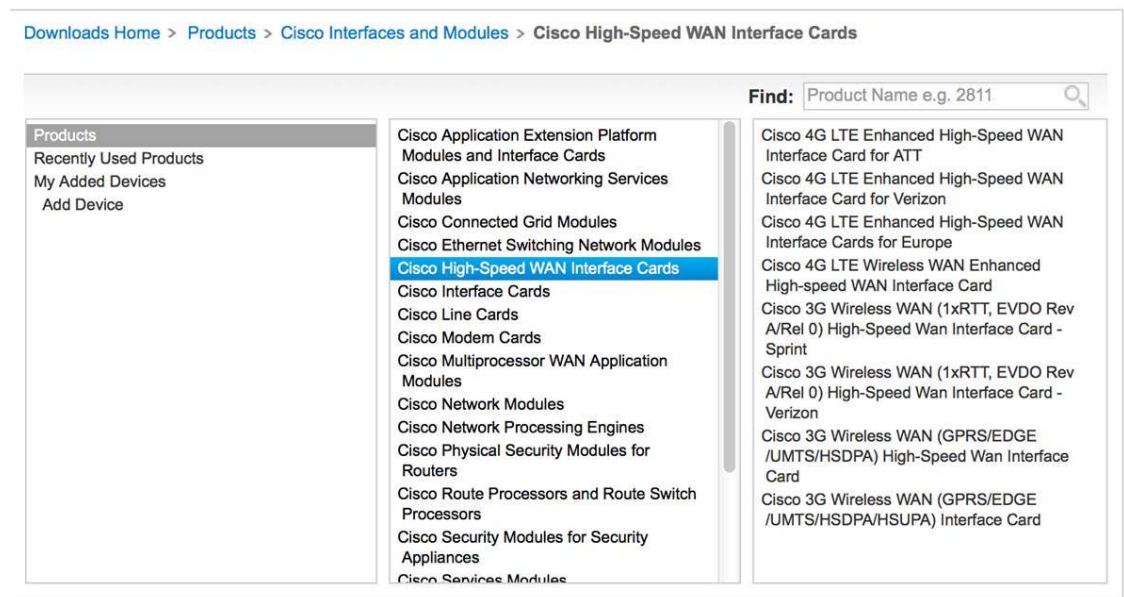 Downloads Home > Products > Cisco Interfaces and Modules > Cisco High-Speed WAN Interface Cards
Find: Product Name e.g. 2811
Products
Recently Used Products
My Added Devices
Add Device
Cisco Application Extension Platform
Modules and Interface Cards
Cisco Application Networking Services
Modules
Cisco Connected Grid Modules
Cisco Ethernet Switching Network Modules
Cisco High-Speed WAN Interface Cards
Cisco Interface Cards
Cisco Line Cards
Cisco Modem Cards
Cisco Multiprocessor WAN Application
Modules
Cisco Network Modules
Cisco Network Processing Engines
Cisco Physical Security Modules for
Routers
Cisco Route Processors and Route Switch
Processors
Cisco Security Modules for Security
Appliances
Cisco Services Modules
Cisco 4G LTE Enhanced High-Speed WAN
Interface Card for ATT
Cisco 4G LTE Enhanced High-Speed WAN
Interface Card for Verizon
Cisco 4G LTE Enhanced High-Speed WAN
Interface Cards for Europe
Cisco 4G LTE Wireless WAN Enhanced
High-speed WAN Interface Card
Cisco 3G Wireless WAN (1xRTT, EVDO Rev
A/Rel 0) High-Speed Wan Interface Card -
Sprint
Cisco 3G Wireless WAN (1xRTT, EVDO Rev
A/Rel 0) High-Speed Wan Interface Card -
Verizon
Cisco 3G Wireless WAN (GPRS/EDGE
/UMTS/HSDPA) High-Speed Wan Interface
Card
Cisco 3G Wireless WAN (GPRS/EDGE
/UMTS/HSDPA/HSUPA) Interface Card